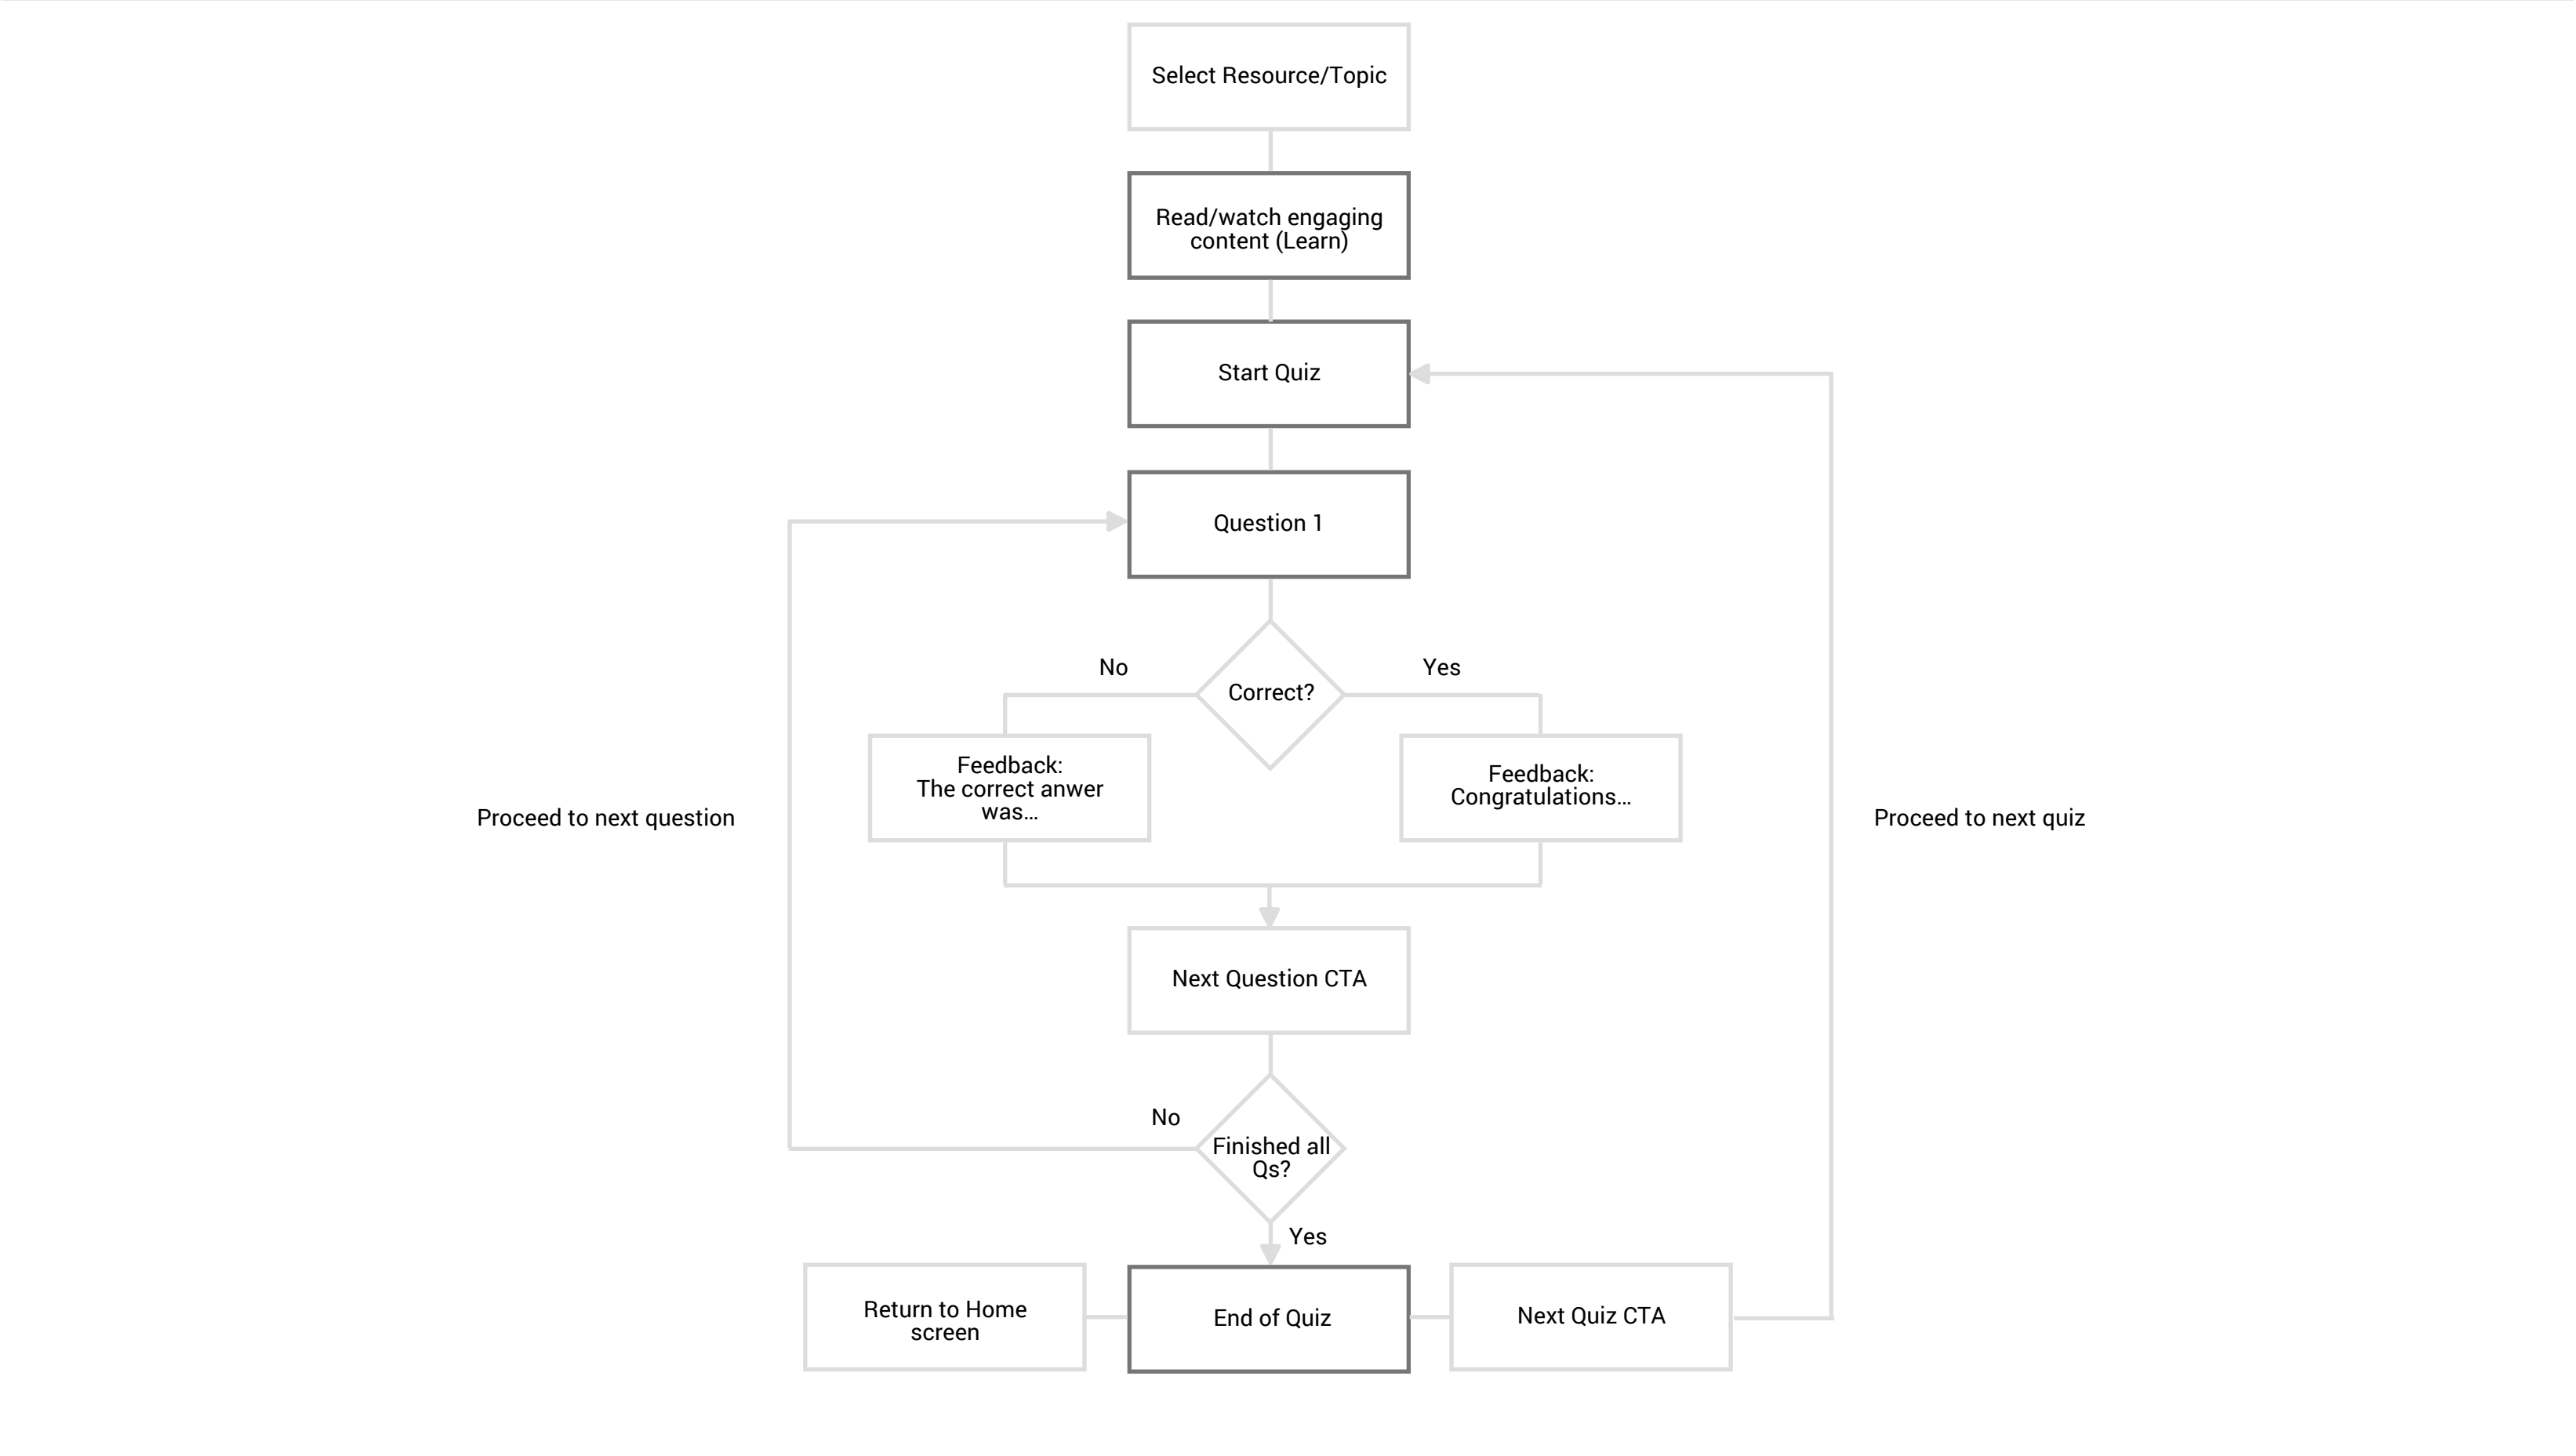 Select Resource/Topic
Read/watch engaging
content (Learn)
Start Quiz
Question 1
No
Yes
Correct?
Feedback:
The correct anwer
was...
Feedback:
Congratulations...
Proceed to next question
Proceed to next quiz
Next Question CTA
No
Finished all
Qs?
Yes
Return to Home
screen
End of Quiz
Next Quiz CTA